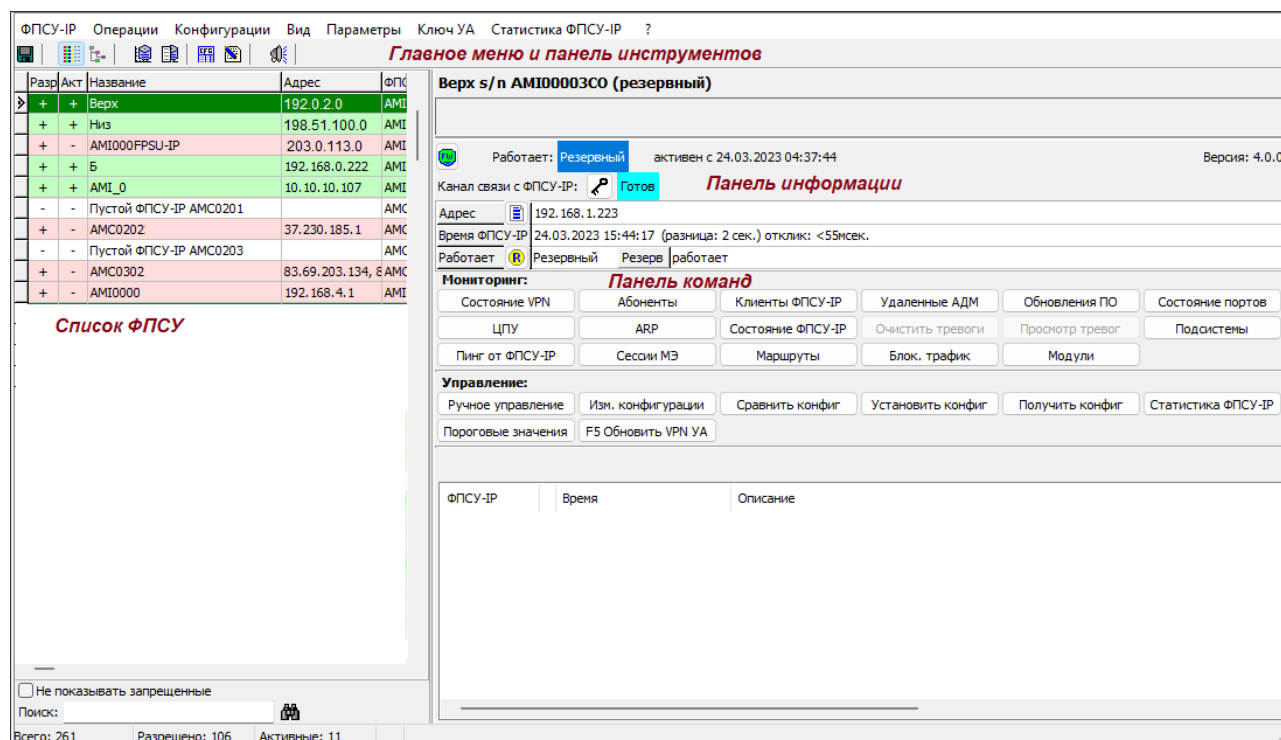 ФПСУ-IP Операции Конфигурации Вид Параметры Ключ УА Статистика ФПСУ-IP ?
Главное меню и панель инструментов
Разр Акт Название Адрес ФПС
+ + Верх 192.0.2.0 AMI
+ + Низ 198.51.100.0 AMI
+ - AMI000FPSU-IP 203.0.113.0 AMI
+ + Б 192.168.0.222 AMI
+ + AMI_0 10.10.10.107 AMI
- - Пустой ФПСУ-IP AMC0201 AMC
+ - AMC0202 37.230.185.1 AMC
- - Пустой ФПСУ-IP AMC0203 AMC
+ - AMC0302 83.69.203.134, 8 AMC
+ - AMI0000 192.168.4.1 AMI
Список ФПСУ
Не показывать запрещенные
Поиск:
Всего: 261 Разрешено: 106 Активные: 11
Верх s/n AMI00003CO (резервный)
FW Работает: Резервный активен с 24.03.2023 04:37:44 Версия: 4.0.0
Канал связи с ФПСУ-IP: Готов Панель информации
Адрес 192.168.1.223
Время ФПСУ-IP 24.03.2023 15:44:17 (разница: 2 сек.) отклик: <55мсек.
Работает R Резервный Резерв работает
Мониторинг: Панель команд
Состояние VPN Абоненты Клиенты ФПСУ-IP Удаленные АДМ Обновления ПО Состояние портов
ЦПУ ARP Состояние ФПСУ-IP Очистить тревоги Просмотр тревог Подсистемы
Пинг от ФПСУ-IP Сессии МЭ Маршруты Блок. трафик Модули
Управление:
Ручное управление Изм. конфигурации Сравнить конфиг Установить конфиг Получить конфиг Статистика ФПСУ-IP
Пороговые значения F5 Обновить VPN УА
ФПСУ-IP Время Описание